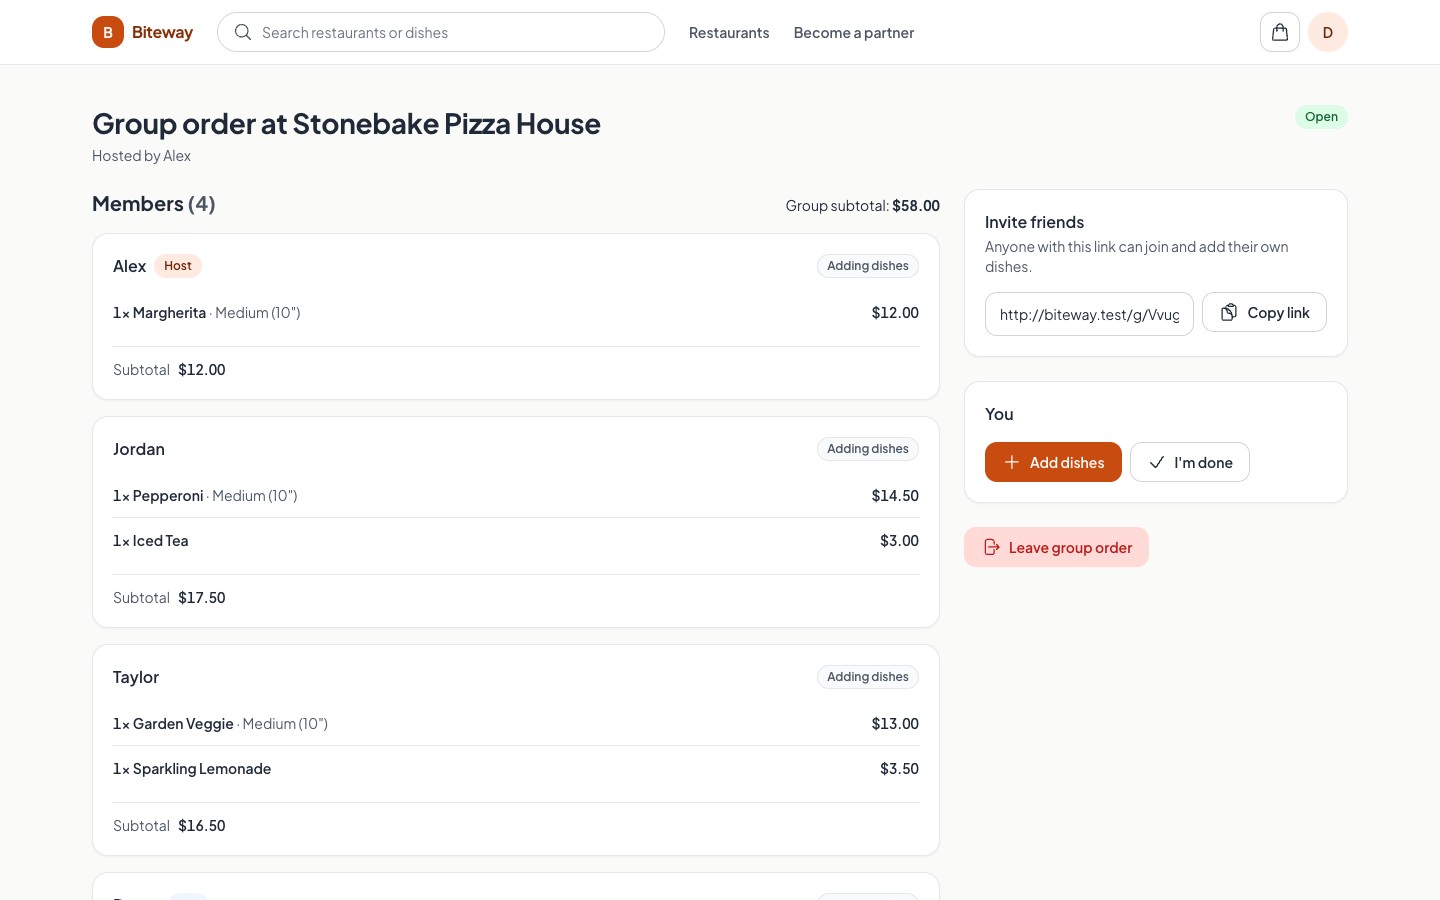 B Biteway
Search restaurants or dishes
Restaurants
Become a partner
D
Group order at Stonebake Pizza House
Open
Hosted by Alex
Members (4)
Group subtotal: $58.00
Alex Host
Adding dishes
1× Margherita · Medium (10")
$12.00
Subtotal $12.00
Jordan
Adding dishes
1× Pepperoni · Medium (10")
$14.50
1× Iced Tea
$3.00
Subtotal $17.50
Taylor
Adding dishes
1× Garden Veggie · Medium (10")
$13.00
1× Sparkling Lemonade
$3.50
Subtotal $16.50
Invite friends
Anyone with this link can join and add their own
dishes.
http://biteway.test/g/Vvug
Copy link
You
Add dishes
I'm done
Leave group order